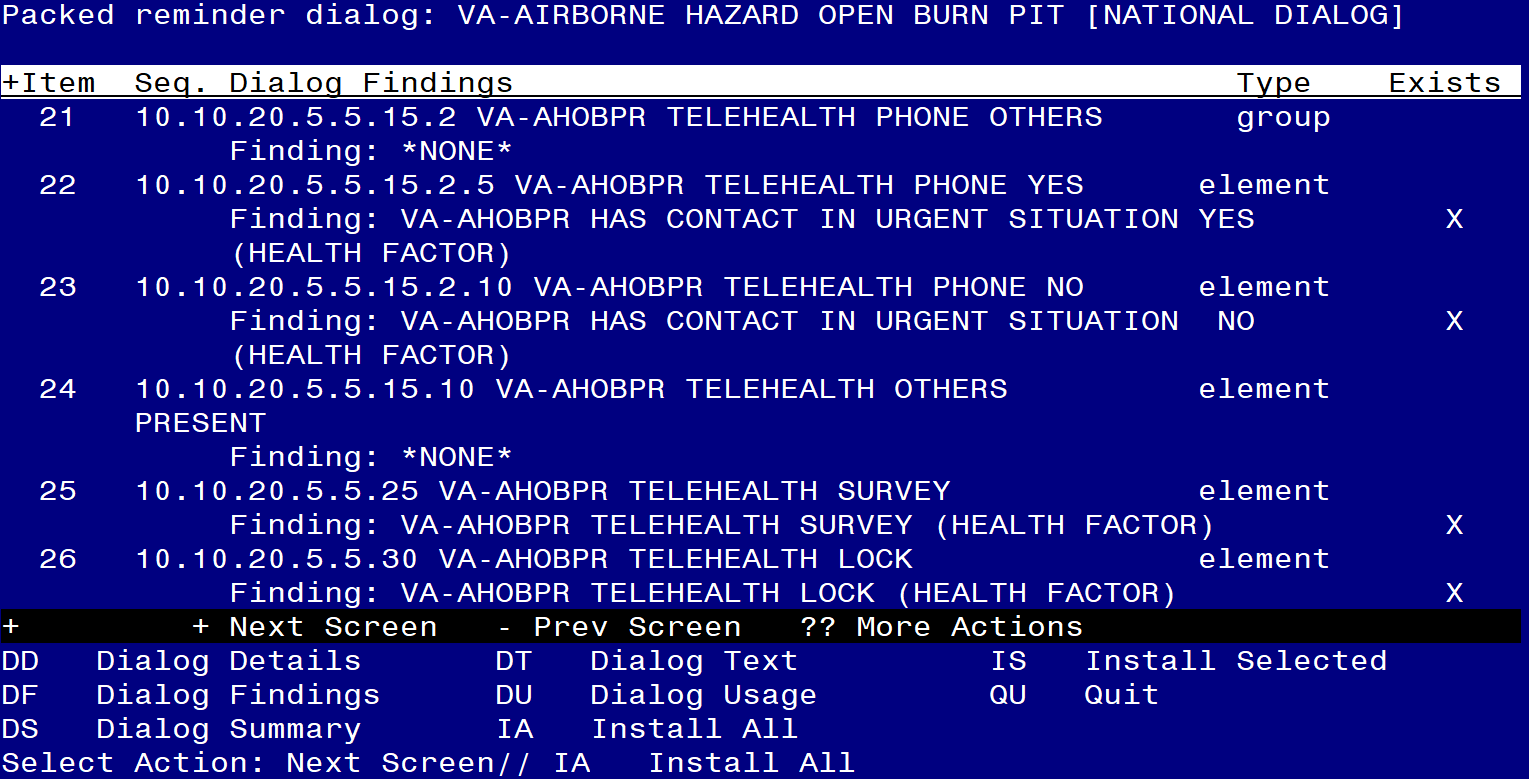 Packed reminder dialog: VA-AIRBORNE HAZARD OPEN BURN PIT [NATIONAL DIALOG]
+Item  Seq. Dialog Findings                                      Type    Exists
21   10.10.20.5.5.15.2 VA-AHOBPR TELEHEALTH PHONE OTHERS       group
Finding: *NONE*
22   10.10.20.5.5.15.2.5 VA-AHOBPR TELEHEALTH PHONE YES      element
Finding: VA-AHOBPR HAS CONTACT IN URGENT SITUATION YES          X
(HEALTH FACTOR)
23   10.10.20.5.5.15.2.10 VA-AHOBPR TELEHEALTH PHONE NO      element
Finding: VA-AHOBPR HAS CONTACT IN URGENT SITUATION  NO          X
(HEALTH FACTOR)
24   10.10.20.5.5.15.10 VA-AHOBPR TELEHEALTH OTHERS          element
PRESENT
Finding: *NONE*
25   10.10.20.5.5.25 VA-AHOBPR TELEHEALTH SURVEY             element
Finding: VA-AHOBPR TELEHEALTH SURVEY (HEALTH FACTOR)            X
26   10.10.20.5.5.30 VA-AHOBPR TELEHEALTH LOCK               element
Finding: VA-AHOBPR TELEHEALTH LOCK (HEALTH FACTOR)              X
+         + Next Screen   - Prev Screen   ?? More Actions
DD   Dialog Details       DT   Dialog Text          IS   Install Selected
DF   Dialog Findings      DU   Dialog Usage         QU   Quit
DS   Dialog Summary       IA   Install All
Select Action: Next Screen// IA   Install All